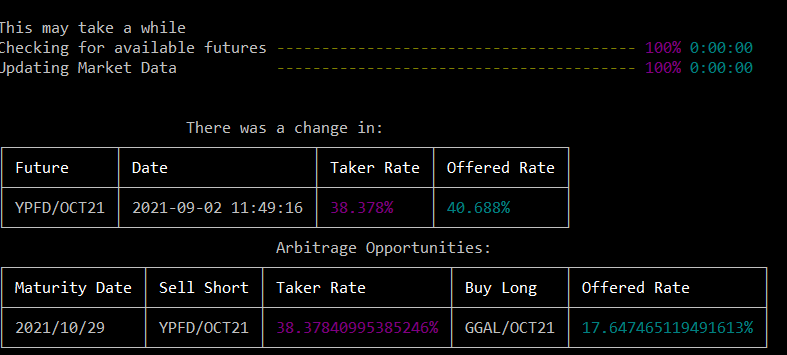 This may take a while
Checking for available futures ---------------------------------------- 100% 0:00:00
Updating Market Data ---------------------------------------- 100% 0:00:00
There was a change in:
Future Date Taker Rate Offered Rate
YPFD/OCT21 2021-09-02 11:49:16 38.378% 40.688%
Arbitrage Opportunities:
Maturity Date Sell Short Taker Rate Buy Long Offered Rate
2021/10/29 YPFD/OCT21 38.37840995385246% GGAL/OCT21 17.647465119491613%